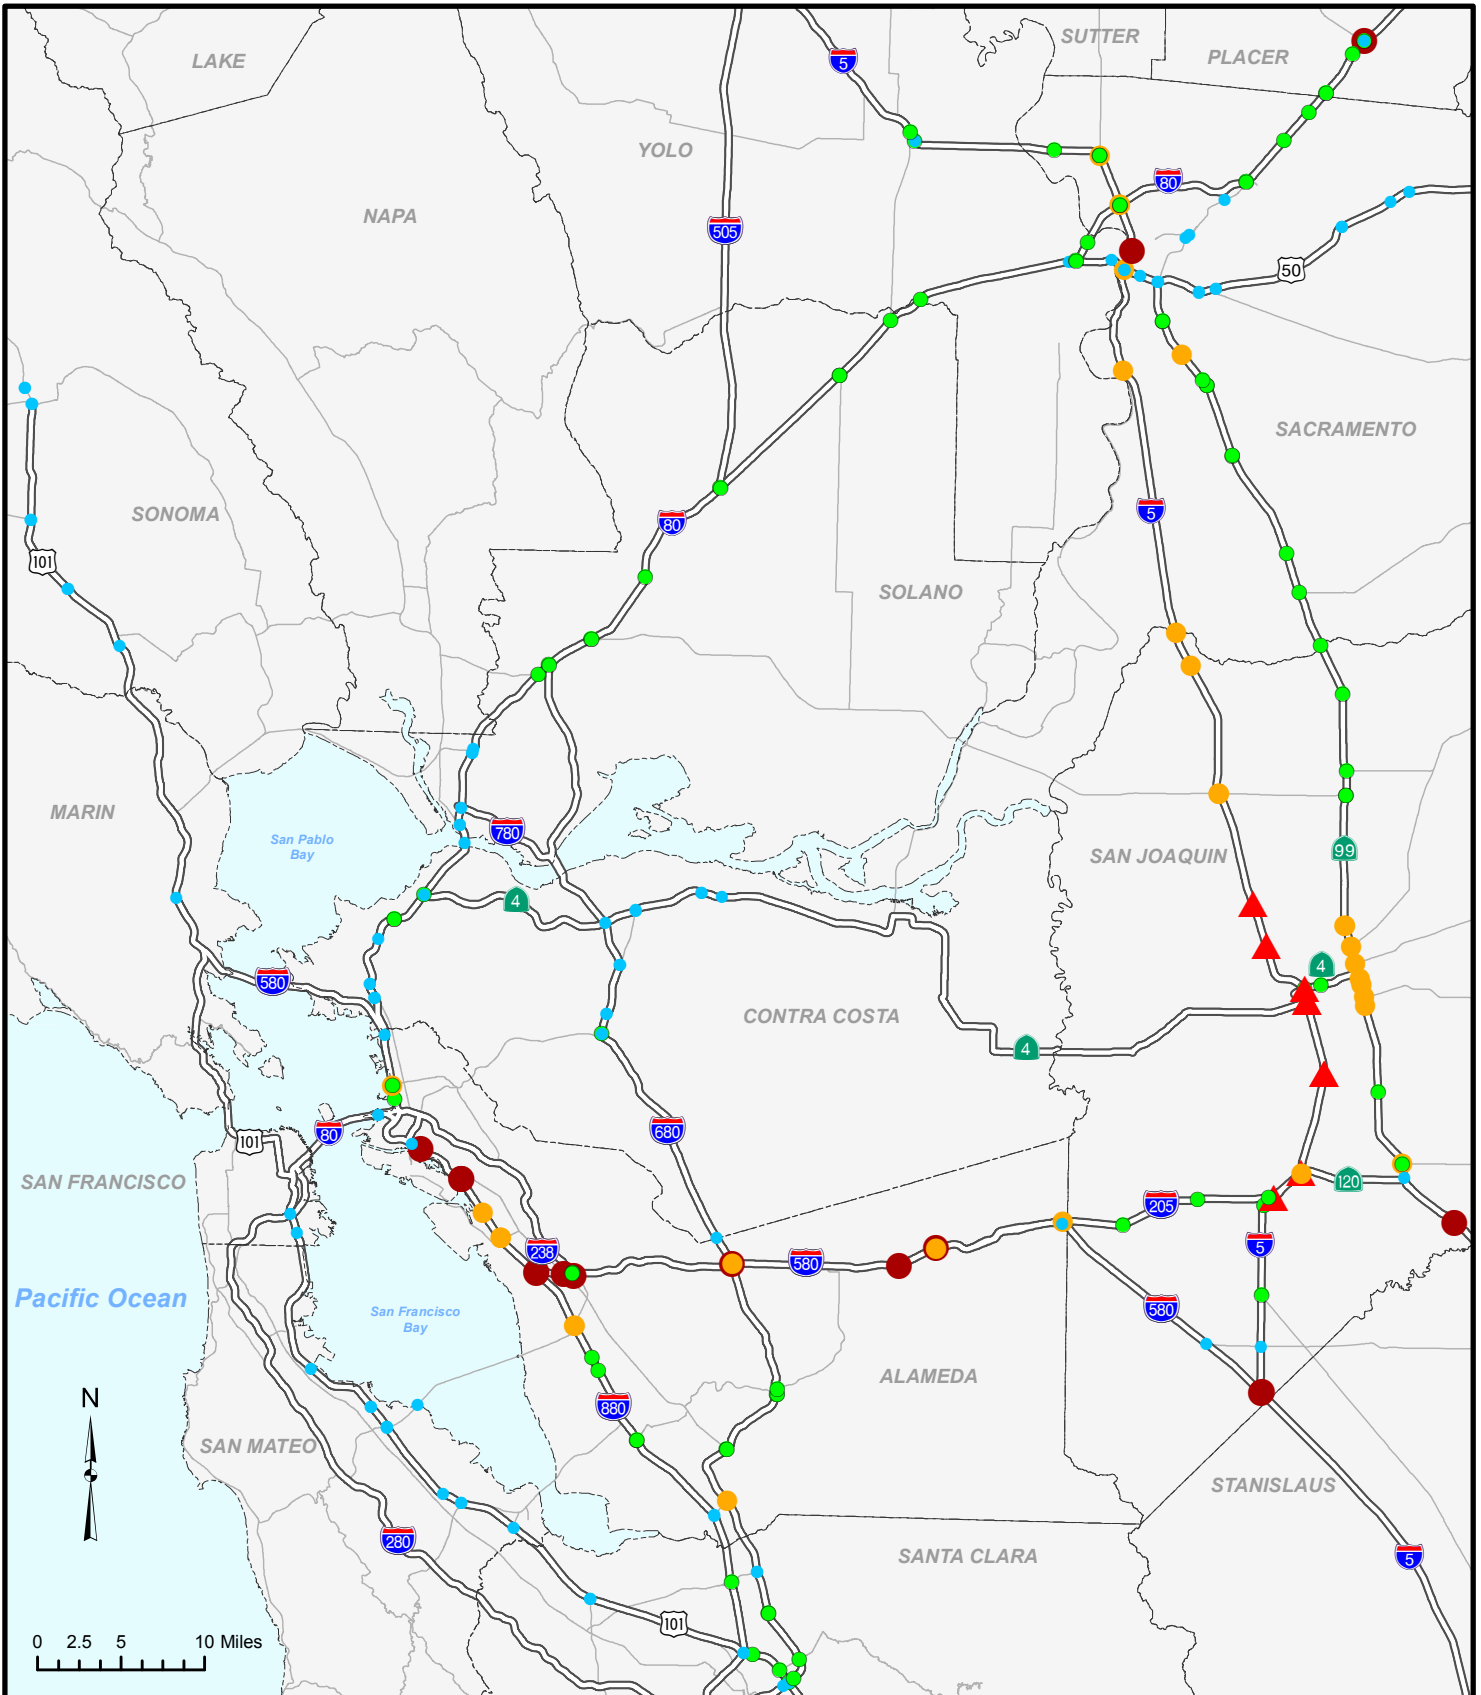 SUTTER
LAKE
PLACER
5
YOLO
80
NAPA
505
50
SACRAMENTO
SONOMA
5
80
101
SOLANO
MARIN
San Pablo
Bay
780
SAN JOAQUIN
99
4
4
580
CONTRA COSTA
4
680
80
101
SAN FRANCISCO
120
205
238
5
580
Pacific Ocean
San Francisco
Bay
580
ALAMEDA
N
880
SAN MATEO
STANISLAUS
280
SANTA CLARA
5
101
0 2.5 5 10 Miles